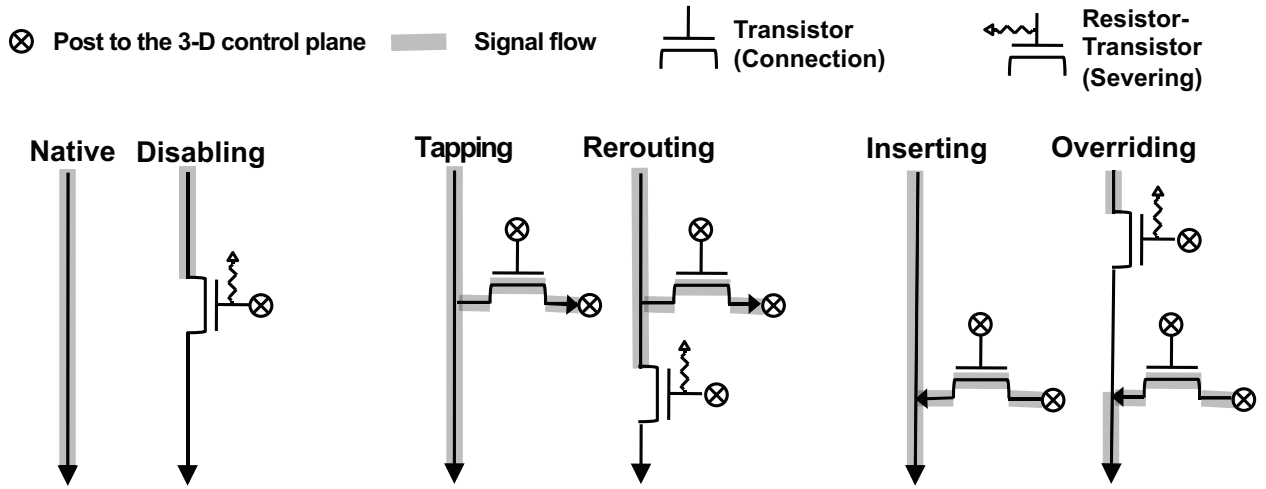 Post to the 3-D control plane
Signal flow
Transistor
(Connection)
Resistor-
Transistor
(Severing)
Native
Disabling
Tapping
Rerouting
Inserting
Overriding